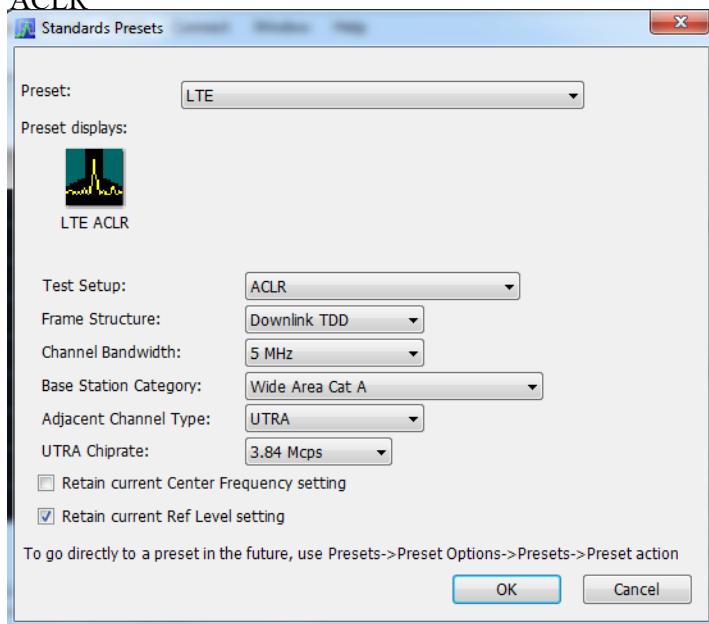 ACLR
Standards Presets Connect Window Help
Preset: LTE
Preset displays:
LTE ACLR
Test Setup: ACLR
Frame Structure: Downlink TDD
Channel Bandwidth: 5 MHz
Base Station Category: Wide Area Cat A
Adjacent Channel Type: UTRA
UTRA Chiprate: 3.84 Mcps
Retain current Center Frequency setting
Retain current Ref Level setting
To go directly to a preset in the future, use Presets->Preset Options->Presets->Preset action
OK Cancel